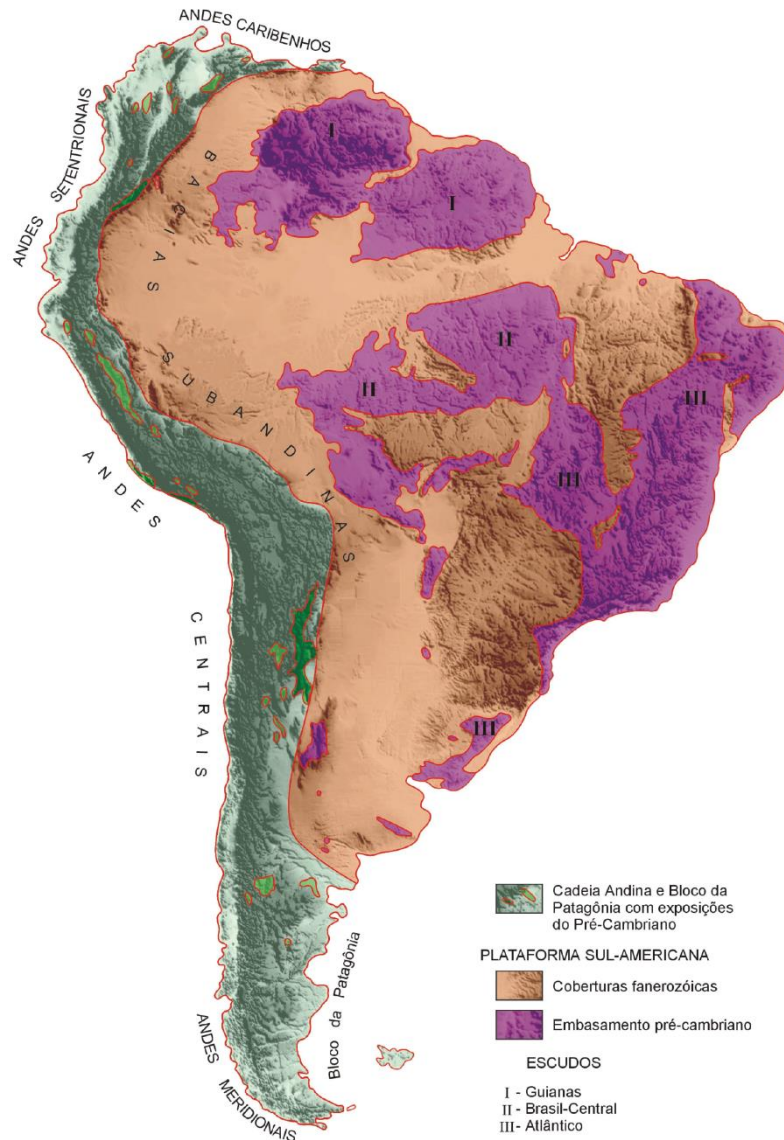 ANDES CARIBENHOS
ANDES SETENTRIONAIS
BACIAS SUBANDINAS
I
I
II
II
III
III
III
ANDES
CENTRAIS
ANDES
MERIDIONAIS
Bloco da Patagônia
Cadeia Andina e Bloco da
Patagônia com exposições
do Pré-Cambriano
PLATAFORMA SUL-AMERICANA
Coberturas fanerozóicas
Embasamento pré-cambriano
ESCUDOS
I - Guianas
II - Brasil-Central
III- Atlântico